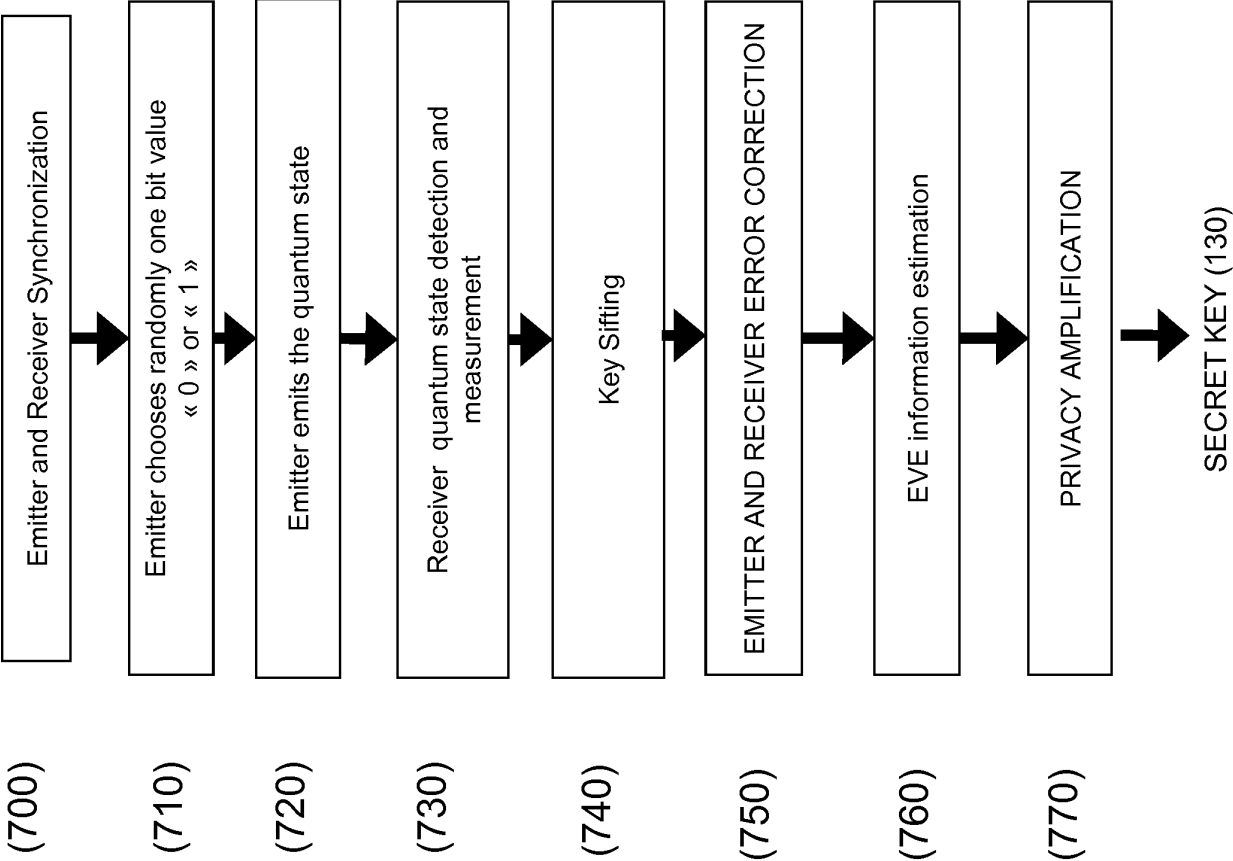 (700)
Emitter and Receiver Synchronization
(710)
Emitter chooses randomly one bit value
« 0 » or « 1 »
(720)
Emitter emits the quantum state
(730)
Receiver quantum state detection and
measurement
(740)
Key Sifting
(750)
EMITTER AND RECEIVER ERROR CORRECTION
(760)
EVE information estimation
(770)
PRIVACY AMPLIFICATION
SECRET KEY (130)